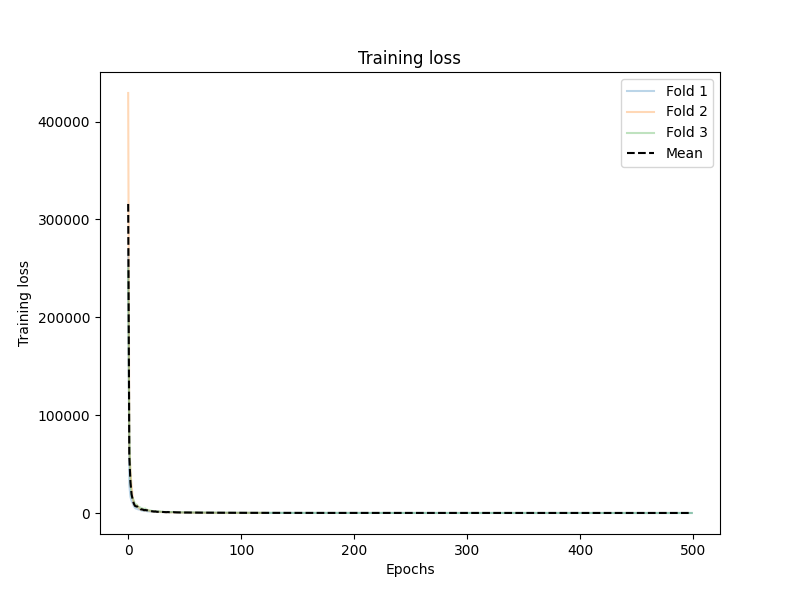 Training loss
Fold 1
Fold 2
Fold 3
Mean
400000
300000
200000
100000
0
Training loss
0 100 200 300 400 500
Epochs